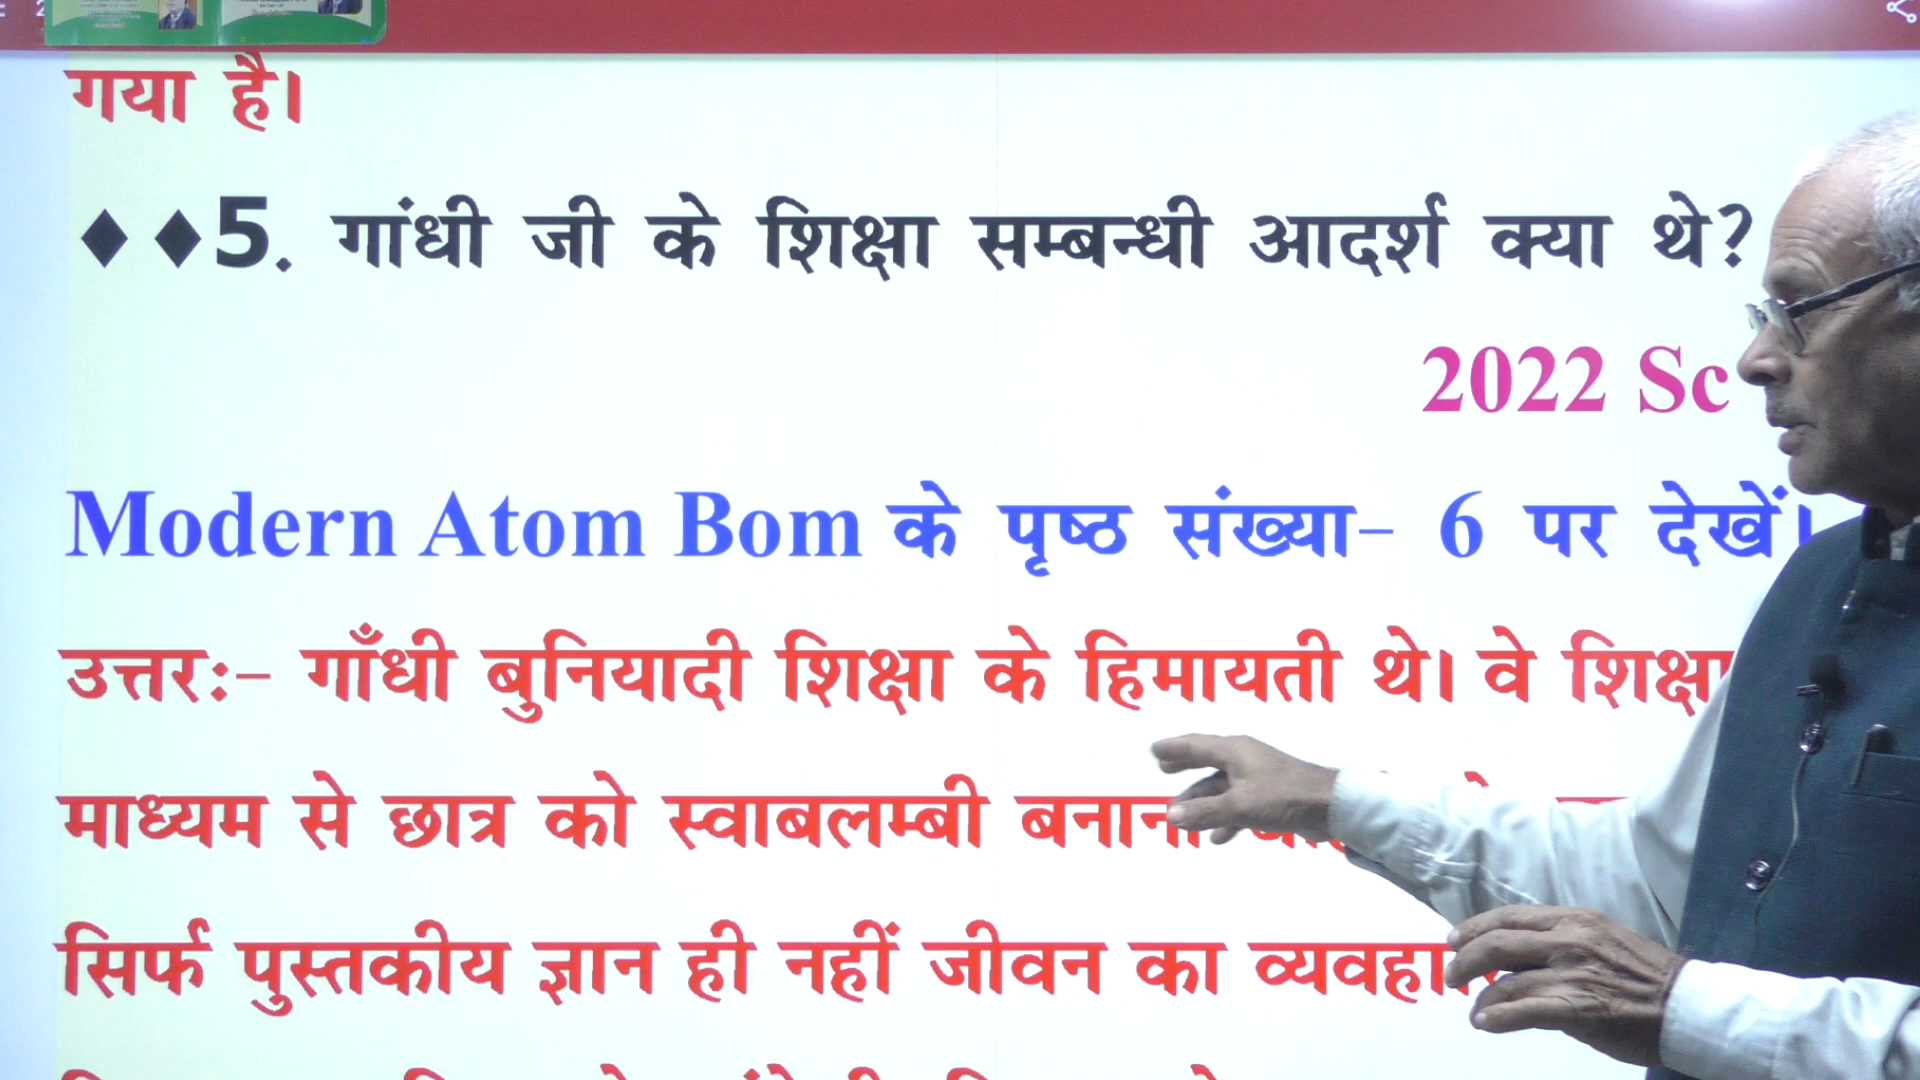 गया है।
♦♦5. गांधी जी के शिक्षा सम्बन्धी आदर्श क्या थे?
2022 Sc
Modern Atom Bom के पृष्ठ संख्या- 6 पर देखें।
उत्तर:- गाँधी बुनियादी शिक्षा के हिमायती थे। वे शिक्षा
माध्यम से छात्र को स्वाबलम्बी बनाना
सिर्फ पुस्तकीय ज्ञान ही नहीं जीवन का